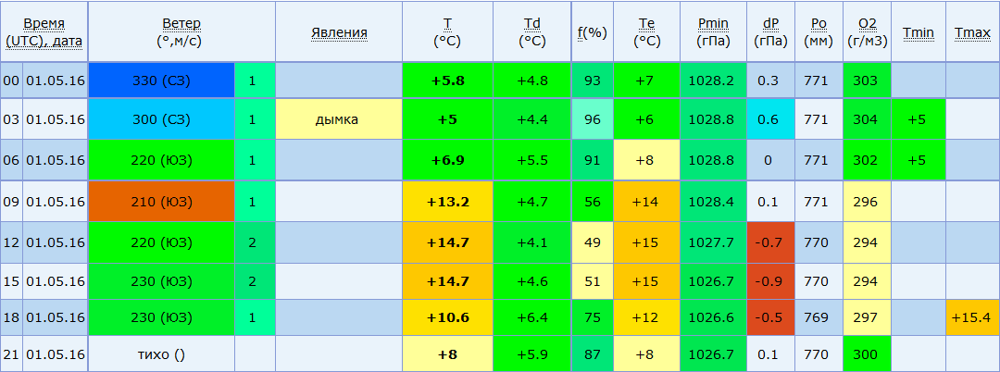 Время (UTC), дата Ветер (°,м/с) Явления T (°C) Td (°C) f(%) Te (°C) Pmin (гПа) dP (гПа) Po (мм) O2 (г/м3) Tmin Tmax
00 01.05.16 330 (СЗ) 1 +5.8 +4.8 93 +7 1028.2 0.3 771 303
03 01.05.16 300 (СЗ) 1 дымка +5 +4.4 96 +6 1028.8 0.6 771 304 +5
06 01.05.16 220 (ЮЗ) 1 +6.9 +5.5 91 +8 1028.8 0 771 302 +5
09 01.05.16 210 (ЮЗ) 1 +13.2 +4.7 56 +14 1028.4 0.1 771 296
12 01.05.16 220 (ЮЗ) 2 +14.7 +4.1 49 +15 1027.7 -0.7 770 294
15 01.05.16 230 (ЮЗ) 2 +14.7 +4.6 51 +15 1026.7 -0.9 770 294
18 01.05.16 230 (ЮЗ) 1 +10.6 +6.4 75 +12 1026.6 -0.5 769 297 +15.4
21 01.05.16 тихо () +8 +5.9 87 +8 1026.7 0.1 770 300